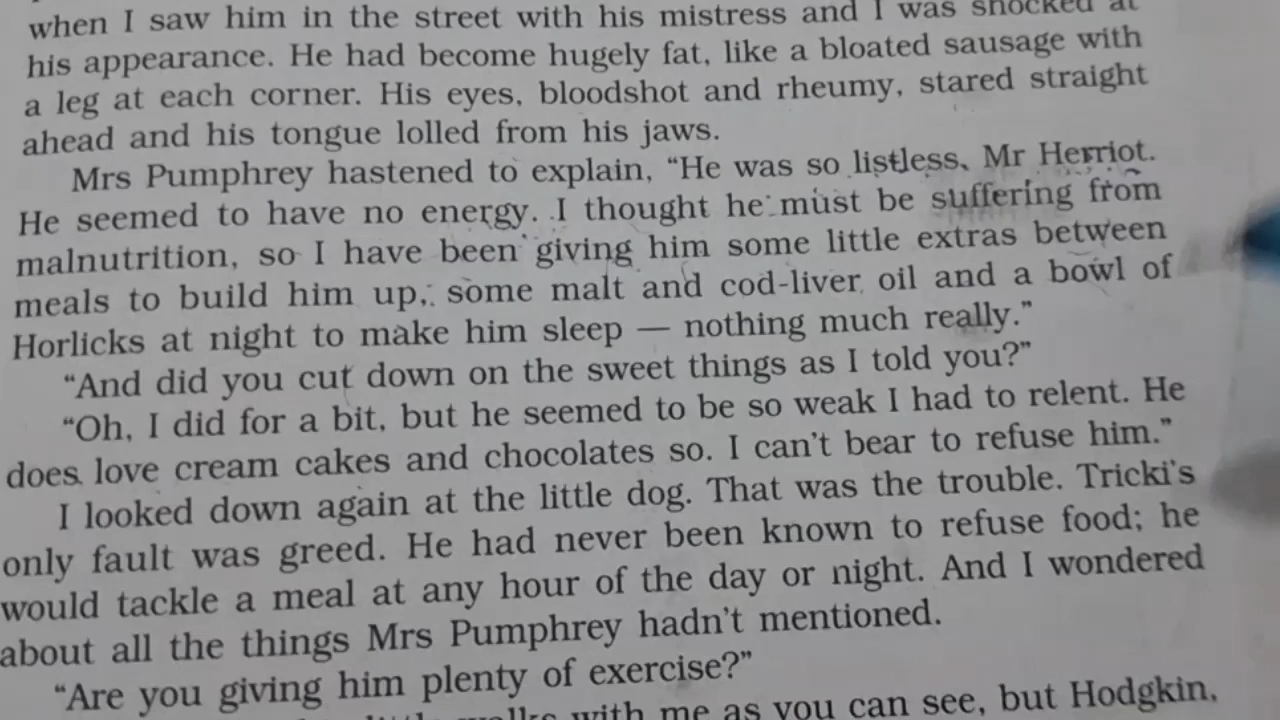 when I saw him in the street with his mistress and I was shocked at
his appearance. He had become hugely fat, like a bloated sausage with
a leg at each corner. His eyes, bloodshot and rheumy, stared straight
ahead and his tongue lolled from his jaws.
Mrs Pumphrey hastened to explain, “He was so listless, Mr Herriot.
He seemed to have no energy. I thought he must be suffering from
malnutrition, so I have been giving him some little extras between
meals to build him up, some malt and cod-liver oil and a bowl of
Horlicks at night to make him sleep — nothing much really.”
“And did you cut down on the sweet things as I told you?”
“Oh, I did for a bit, but he seemed to be so weak I had to relent. He
does love cream cakes and chocolates so. I can’t bear to refuse him.”
I looked down again at the little dog. That was the trouble. Tricki’s
only fault was greed. He had never been known to refuse food; he
would tackle a meal at any hour of the day or night. And I wondered
about all the things Mrs Pumphrey hadn’t mentioned.
“Are you giving him plenty of exercise?”
little walks with me as you can see, but Hodgkin,